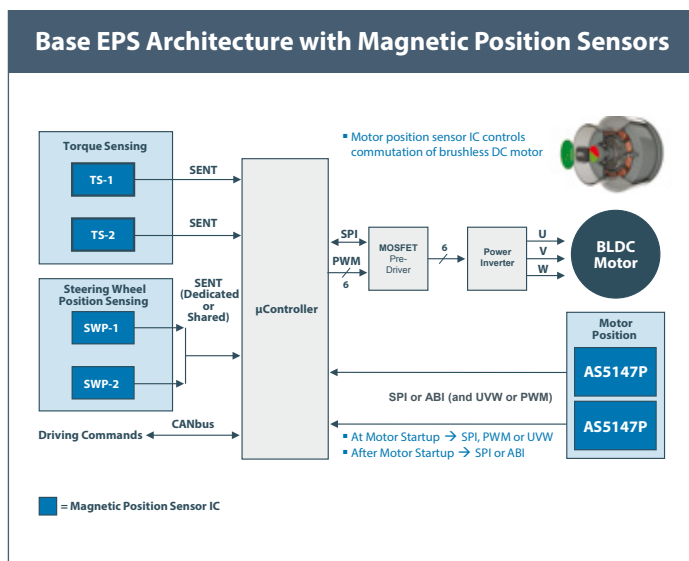 Base EPS Architecture with Magnetic Position Sensors
Torque Sensing
TS-1
TS-2
SENT
SENT
Steering Wheel
Position Sensing
SWP-1
SWP-2
SENT
(Dedicated
or
Shared)
Driving Commands
CANbus
µController
▪ Motor position sensor IC controls
commutation of brushless DC motor
SPI
PWM
6
MOSFET
Pre-
Driver
6
Power
Inverter
U
V
W
BLDC
Motor
Motor
Position
AS5147P
AS5147P
SPI or ABI (and UVW or PWM)
▪ At Motor Startup → SPI, PWM or UVW
▪ After Motor Startup → SPI or ABI
= Magnetic Position Sensor IC